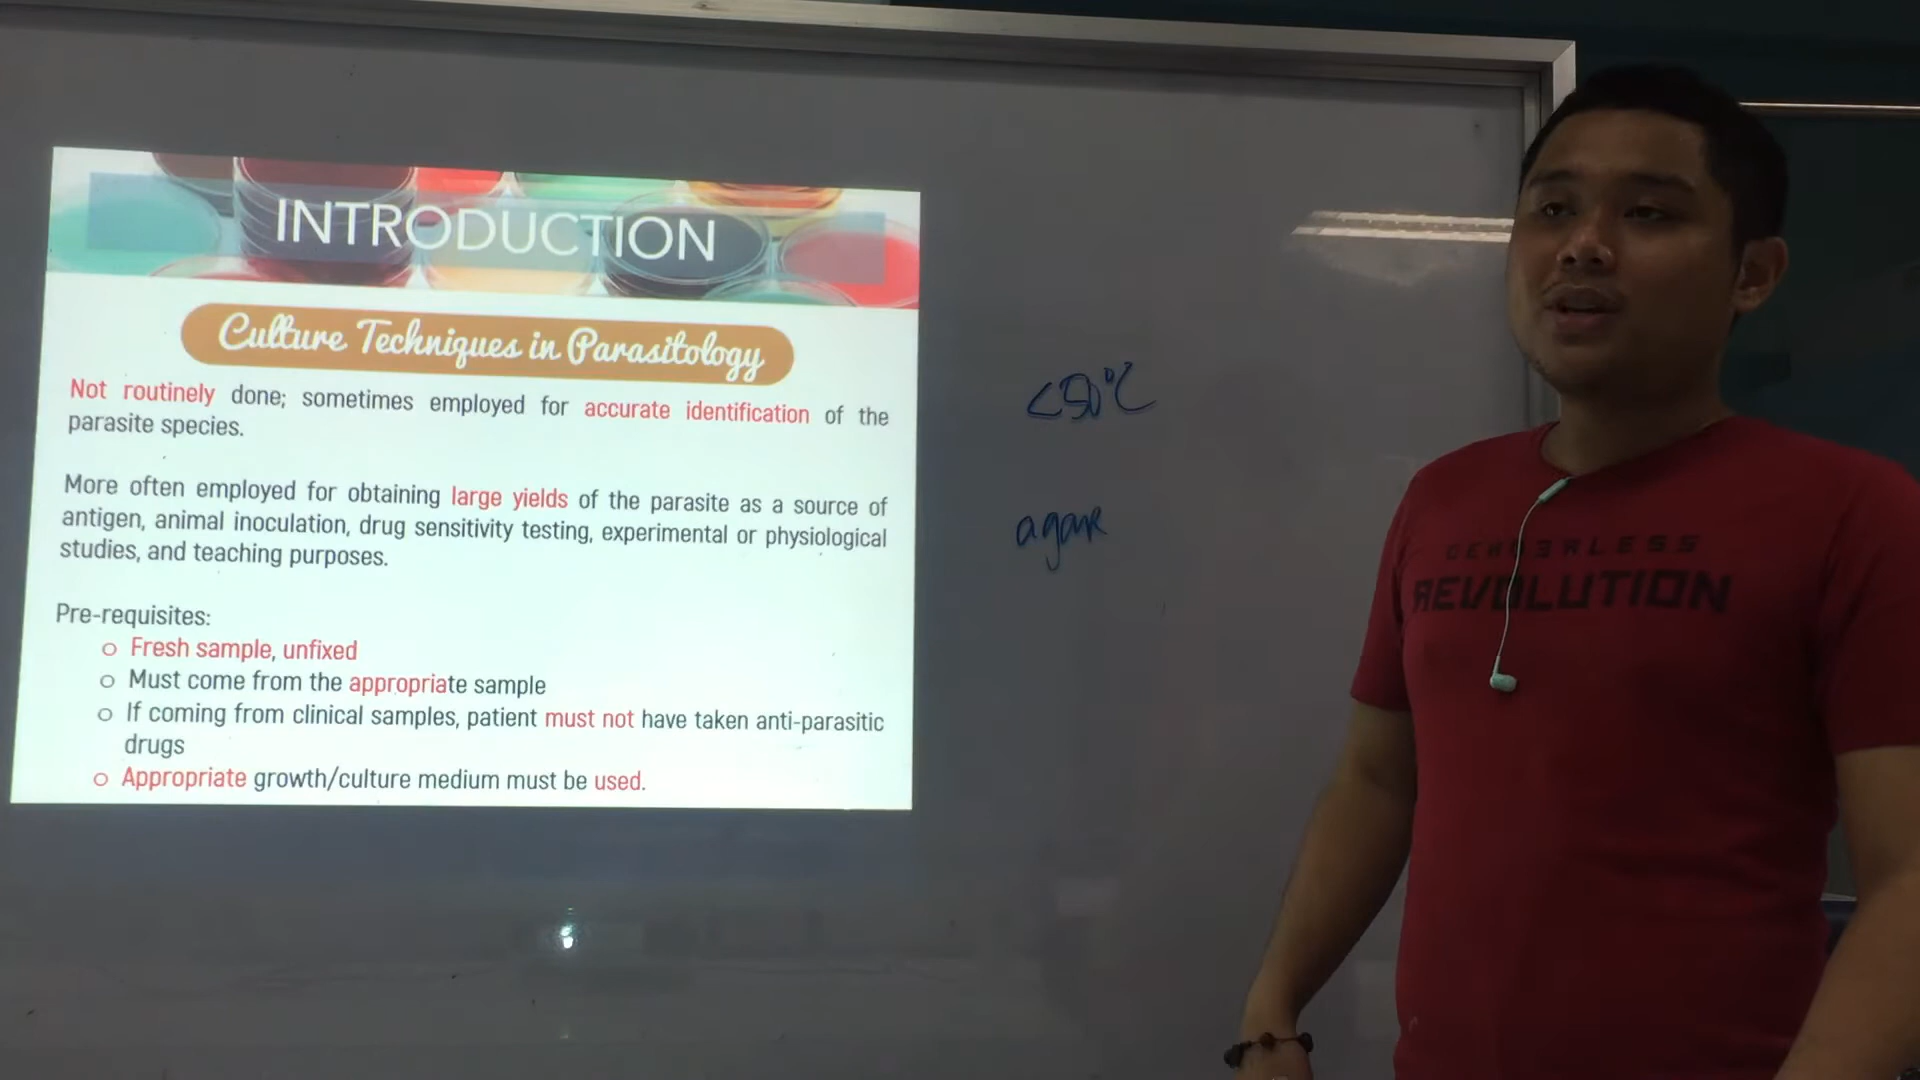 INTRODUCTION
Culture Techniques in Parasitology
Not routinely done; sometimes employed for accurate identification of the
parasite species.
More often employed for obtaining large yields of the parasite as a source of
antigen, animal inoculation, drug sensitivity testing, experimental or physiological
studies, and teaching purposes.
Pre-requisites:
o Fresh sample, unfixed
o Must come from the appropriate sample
o If coming from clinical samples, patient must not have taken anti-parasitic
drugs
o Appropriate growth/culture medium must be used.
<50°C
agar
REVOLUTION